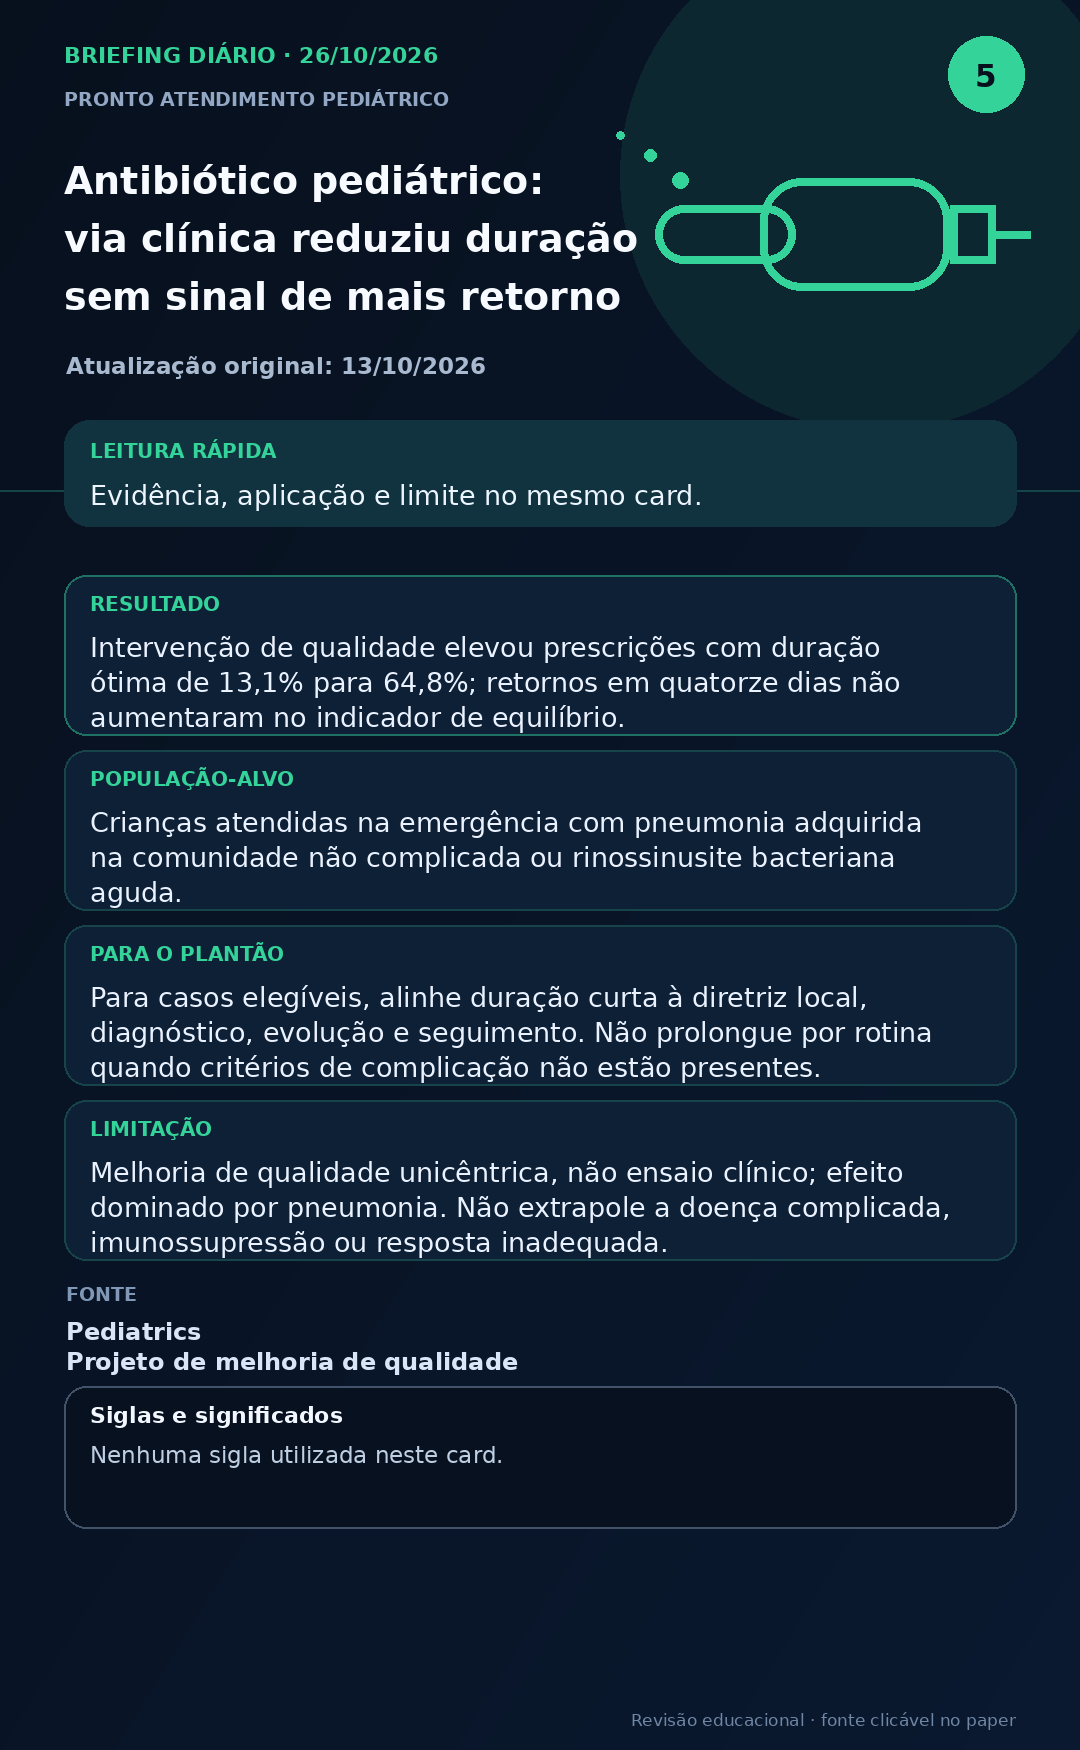 BRIEFING DIÁRIO · 26/10/2026
5
PRONTO ATENDIMENTO PEDIÁTRICO
Antibiótico pediátrico:
via clínica reduziu duração
sem sinal de mais retorno
Atualização original: 13/10/2026
LEITURA RÁPIDA
Evidência, aplicação e limite no mesmo card.
RESULTADO
Intervenção de qualidade elevou prescrições com duração
ótima de 13,1% para 64,8%; retornos em quatorze dias não
aumentaram no indicador de equilíbrio.
POPULAÇÃO-ALVO
Crianças atendidas na emergência com pneumonia adquirida
na comunidade não complicada ou rinossinusite bacteriana
aguda.
PARA O PLANTÃO
Para casos elegíveis, alinhe duração curta à diretriz local,
diagnóstico, evolução e seguimento. Não prolongue por rotina
quando critérios de complicação não estão presentes.
LIMITAÇÃO
Melhoria de qualidade unicêntrica, não ensaio clínico; efeito
dominado por pneumonia. Não extrapole a doença complicada,
imunossupressão ou resposta inadequada.
FONTE
Pediatrics
Projeto de melhoria de qualidade
Siglas e significados
Nenhuma sigla utilizada neste card.
Revisão educacional · fonte clicável no paper